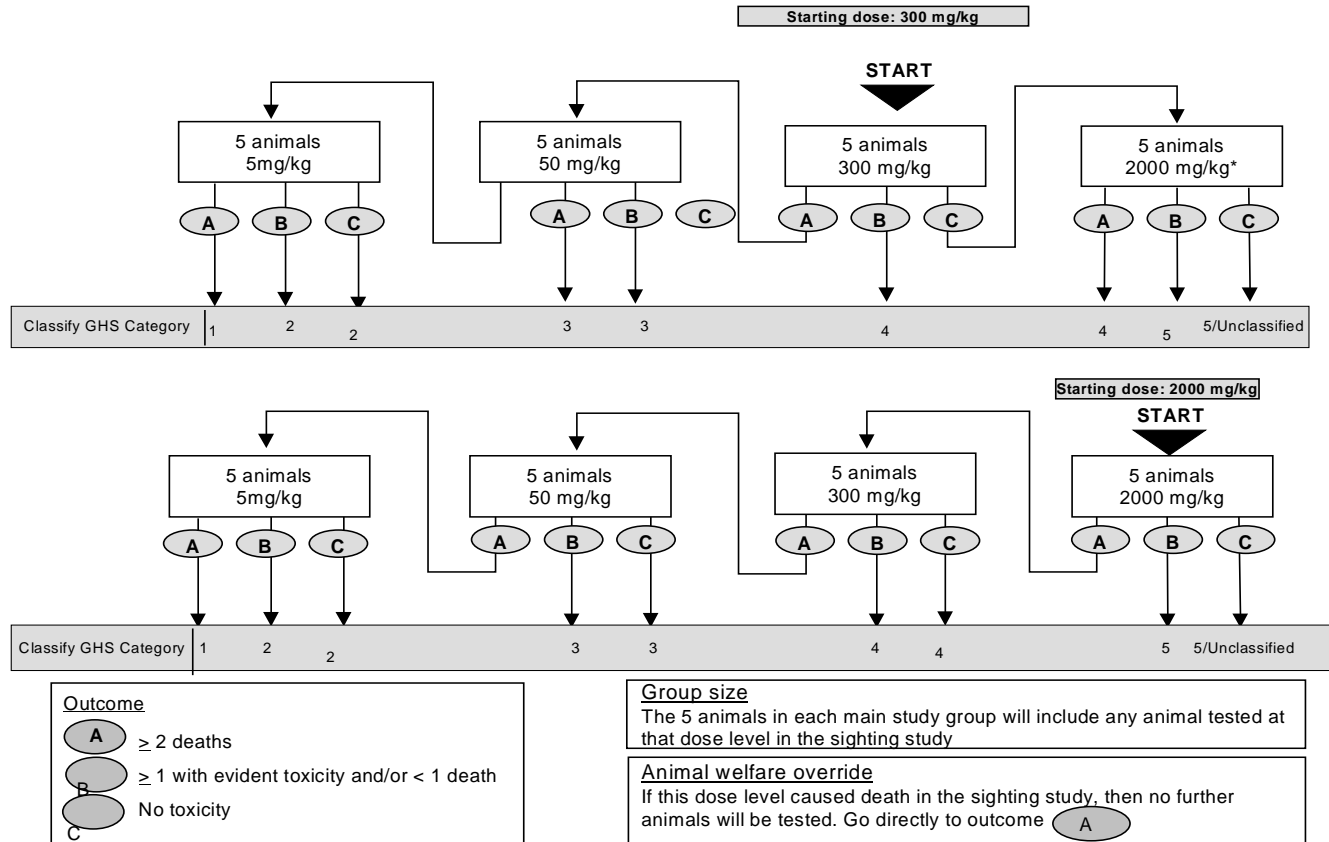 Starting dose: 300 mg/kg
START
5 animals
5mg/kg
5 animals
50 mg/kg
5 animals
300 mg/kg
5 animals
2000 mg/kg*
A B C A B C A B C A B C
Classify GHS Category 1 2 2 3 3 4 4 5 5/Unclassified
Starting dose: 2000 mg/kg
START
5 animals
5mg/kg
5 animals
50 mg/kg
5 animals
300 mg/kg
5 animals
2000 mg/kg
A B C A B C A B C A B C
Classify GHS Category 1 2 2 3 3 4 4 5 5/Unclassified
Outcome
A ≥ 2 deaths
B ≥ 1 with evident toxicity and/or < 1 death
C No toxicity
Group size
The 5 animals in each main study group will include any animal tested at
that dose level in the sighting study
Animal welfare override
If this dose level caused death in the sighting study, then no further
animals will be tested. Go directly to outcome A